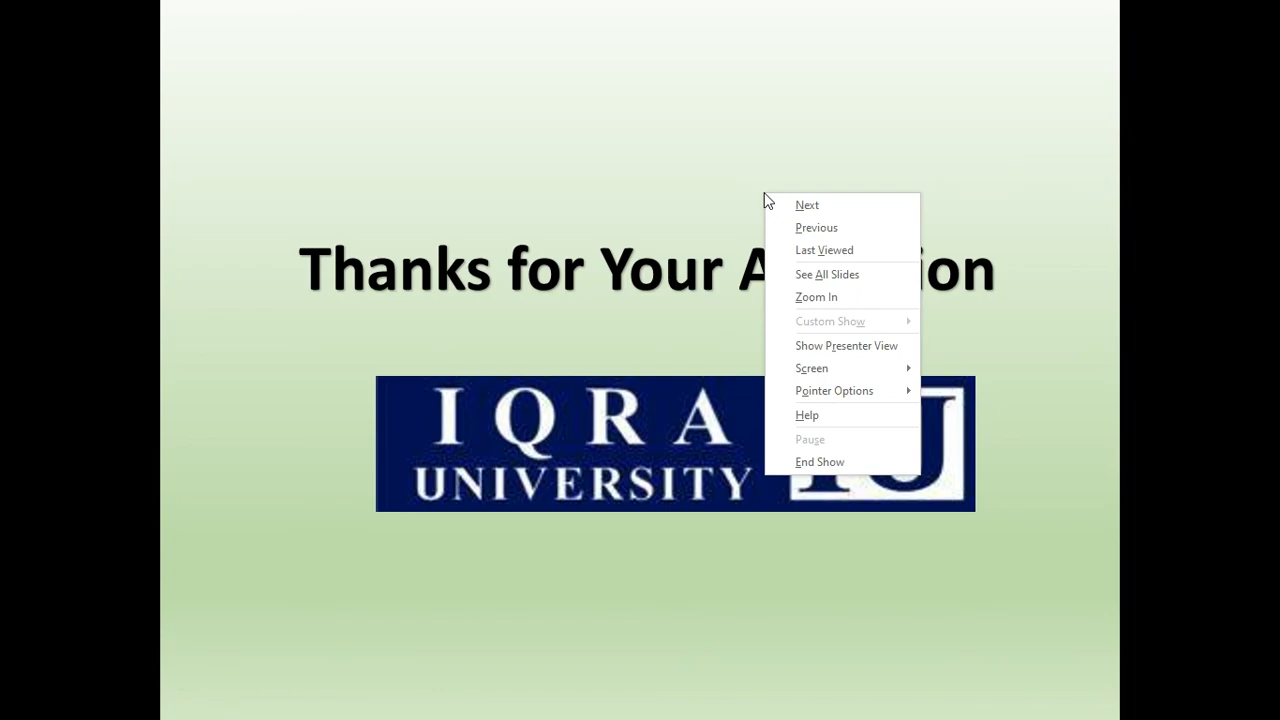 Thanks for Your A ion
Next
Previous
Last Viewed
See All Slides
Zoom In
Custom Show
Show Presenter View
Screen
Pointer Options
Help
Pause
End Show
IQRA
UNIVERSITY
IU